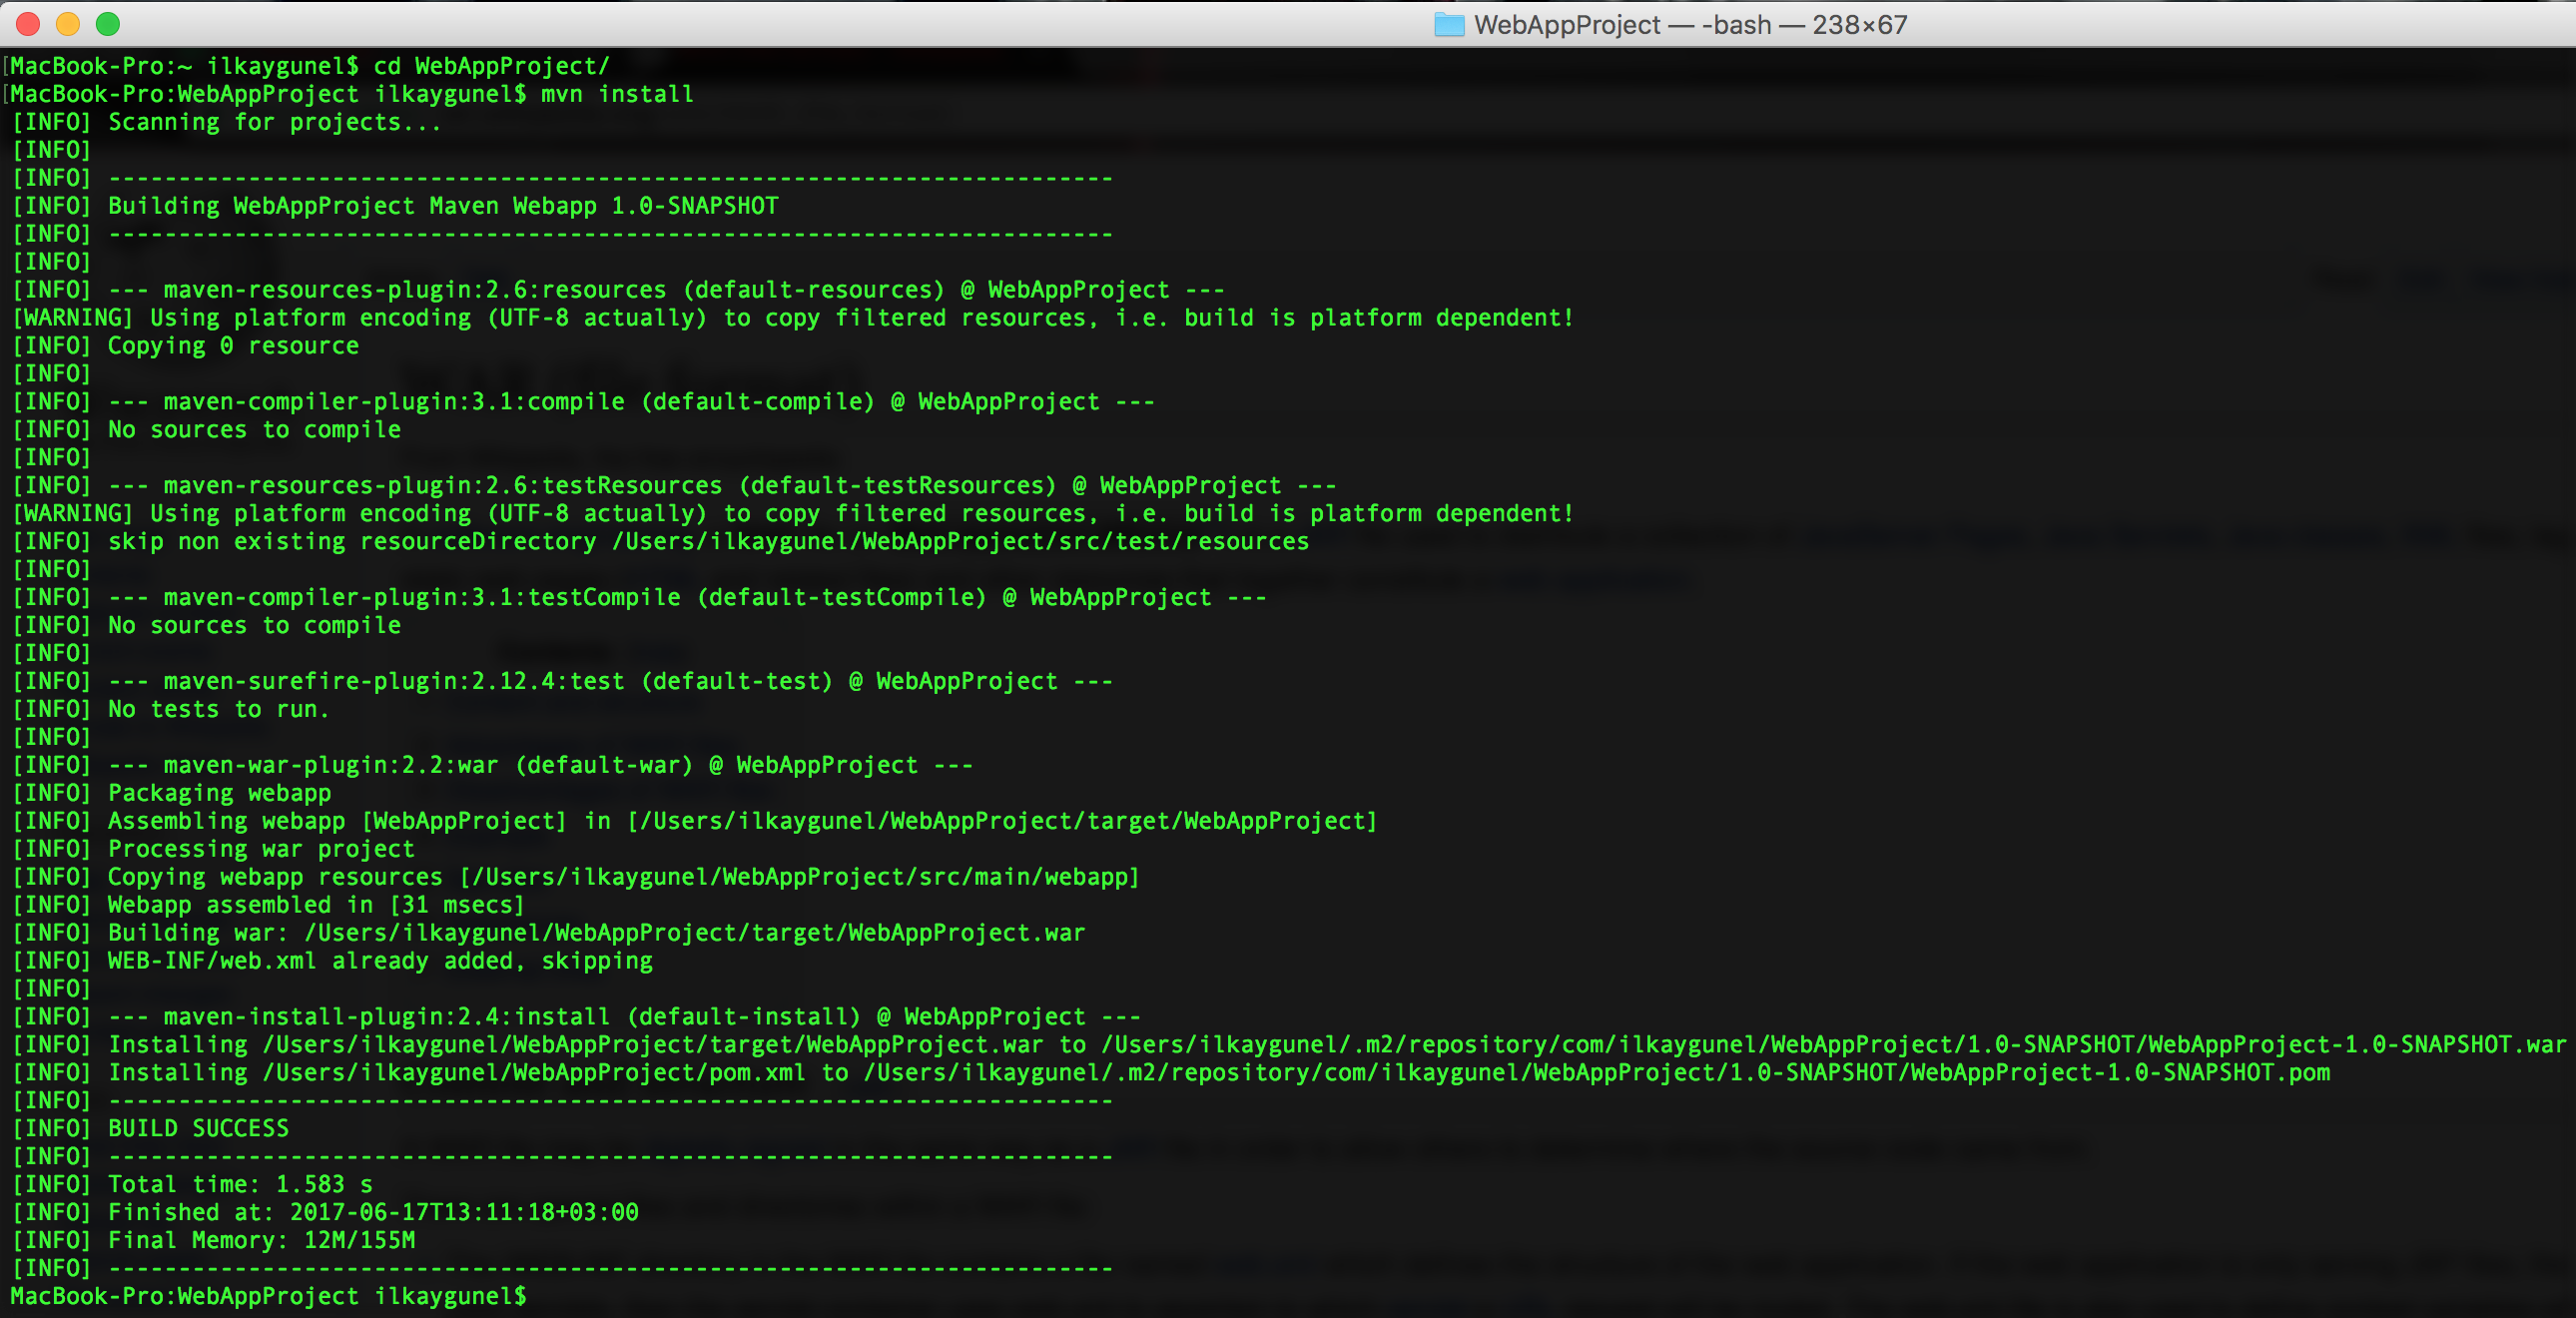 WebAppProject — -bash — 238×67
[MacBook-Pro:~ ilkaygunel$ cd WebAppProject/
[MacBook-Pro:WebAppProject ilkaygunel$ mvn install
[INFO] Scanning for projects...
[INFO]
[INFO] ------------------------------------------------------------------------
[INFO] Building WebAppProject Maven Webapp 1.0-SNAPSHOT
[INFO] ------------------------------------------------------------------------
[INFO]
[INFO] --- maven-resources-plugin:2.6:resources (default-resources) @ WebAppProject ---
[WARNING] Using platform encoding (UTF-8 actually) to copy filtered resources, i.e. build is platform dependent!
[INFO] Copying 0 resource
[INFO]
[INFO] --- maven-compiler-plugin:3.1:compile (default-compile) @ WebAppProject ---
[INFO] No sources to compile
[INFO]
[INFO] --- maven-resources-plugin:2.6:testResources (default-testResources) @ WebAppProject ---
[WARNING] Using platform encoding (UTF-8 actually) to copy filtered resources, i.e. build is platform dependent!
[INFO] skip non existing resourceDirectory /Users/ilkaygunel/WebAppProject/src/test/resources
[INFO]
[INFO] --- maven-compiler-plugin:3.1:testCompile (default-testCompile) @ WebAppProject ---
[INFO] No sources to compile
[INFO]
[INFO] --- maven-surefire-plugin:2.12.4:test (default-test) @ WebAppProject ---
[INFO] No tests to run.
[INFO]
[INFO] --- maven-war-plugin:2.2:war (default-war) @ WebAppProject ---
[INFO] Packaging webapp
[INFO] Assembling webapp [WebAppProject] in [/Users/ilkaygunel/WebAppProject/target/WebAppProject]
[INFO] Processing war project
[INFO] Copying webapp resources [/Users/ilkaygunel/WebAppProject/src/main/webapp]
[INFO] Webapp assembled in [31 msecs]
[INFO] Building war: /Users/ilkaygunel/WebAppProject/target/WebAppProject.war
[INFO] WEB-INF/web.xml already added, skipping
[INFO]
[INFO] --- maven-install-plugin:2.4:install (default-install) @ WebAppProject ---
[INFO] Installing /Users/ilkaygunel/WebAppProject/target/WebAppProject.war to /Users/ilkaygunel/.m2/repository/com/ilkaygunel/WebAppProject/1.0-SNAPSHOT/WebAppProject-1.0-SNAPSHOT.war
[INFO] Installing /Users/ilkaygunel/WebAppProject/pom.xml to /Users/ilkaygunel/.m2/repository/com/ilkaygunel/WebAppProject/1.0-SNAPSHOT/WebAppProject-1.0-SNAPSHOT.pom
[INFO] ------------------------------------------------------------------------
[INFO] BUILD SUCCESS
[INFO] ------------------------------------------------------------------------
[INFO] Total time: 1.583 s
[INFO] Finished at: 2017-06-17T13:11:18+03:00
[INFO] Final Memory: 12M/155M
[INFO] ------------------------------------------------------------------------
MacBook-Pro:WebAppProject ilkaygunel$